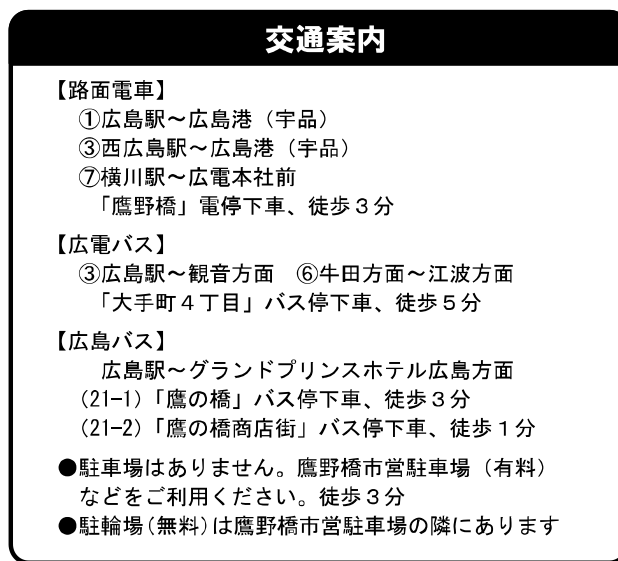 交通案内
【路面電車】
①広島駅～広島港（宇品）
③西広島駅～広島港（宇品）
⑦横川駅～広電本社前
「鷹野橋」電停下車、徒歩３分
【広電バス】
③広島駅～観音方面　⑥牛田方面～江波方面
「大手町４丁目」バス停下車、徒歩５分
【広島バス】
広島駅～グランドプリンスホテル広島方面
(21-1)「鷹の橋」バス停下車、徒歩３分
(21-2)「鷹の橋商店街」バス停下車、徒歩１分
●駐車場はありません。鷹野橋市営駐車場（有料）
などをご利用ください。徒歩３分
●駐輪場(無料)は鷹野橋市営駐車場の隣にあります